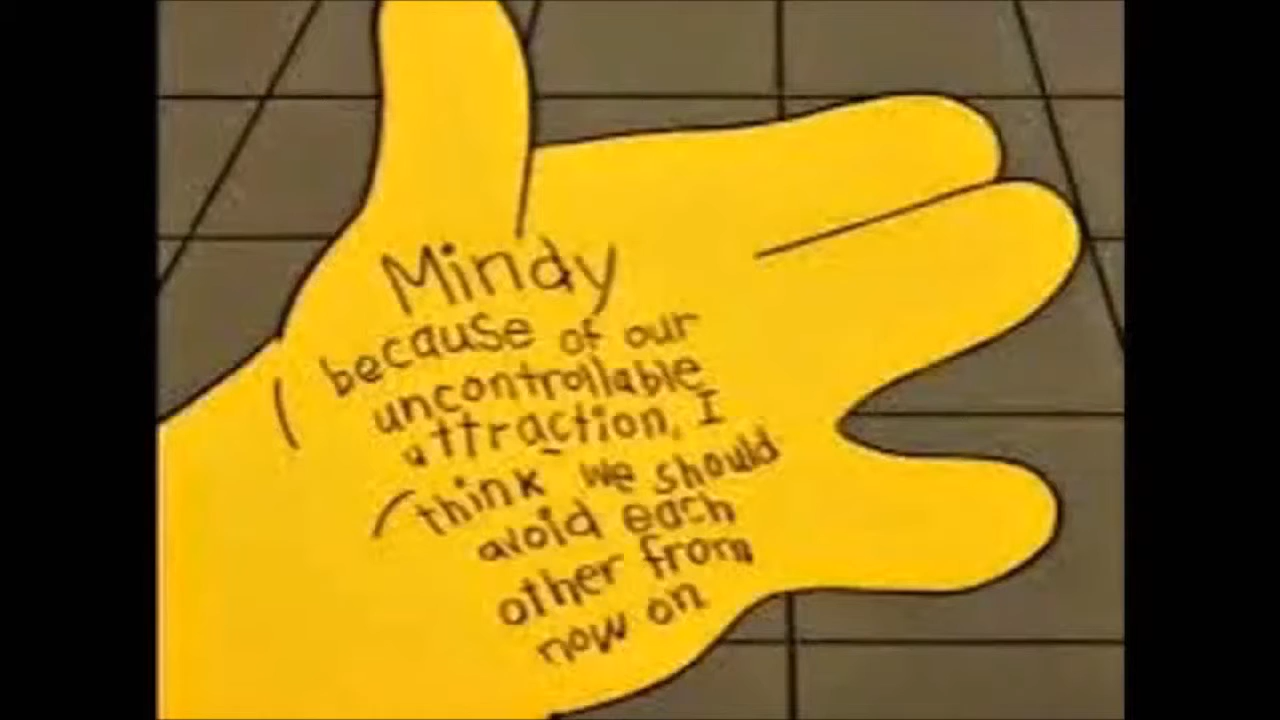 Mindy
because of our
uncontrollable
attraction, I
think we should
avoid each
other from
now on